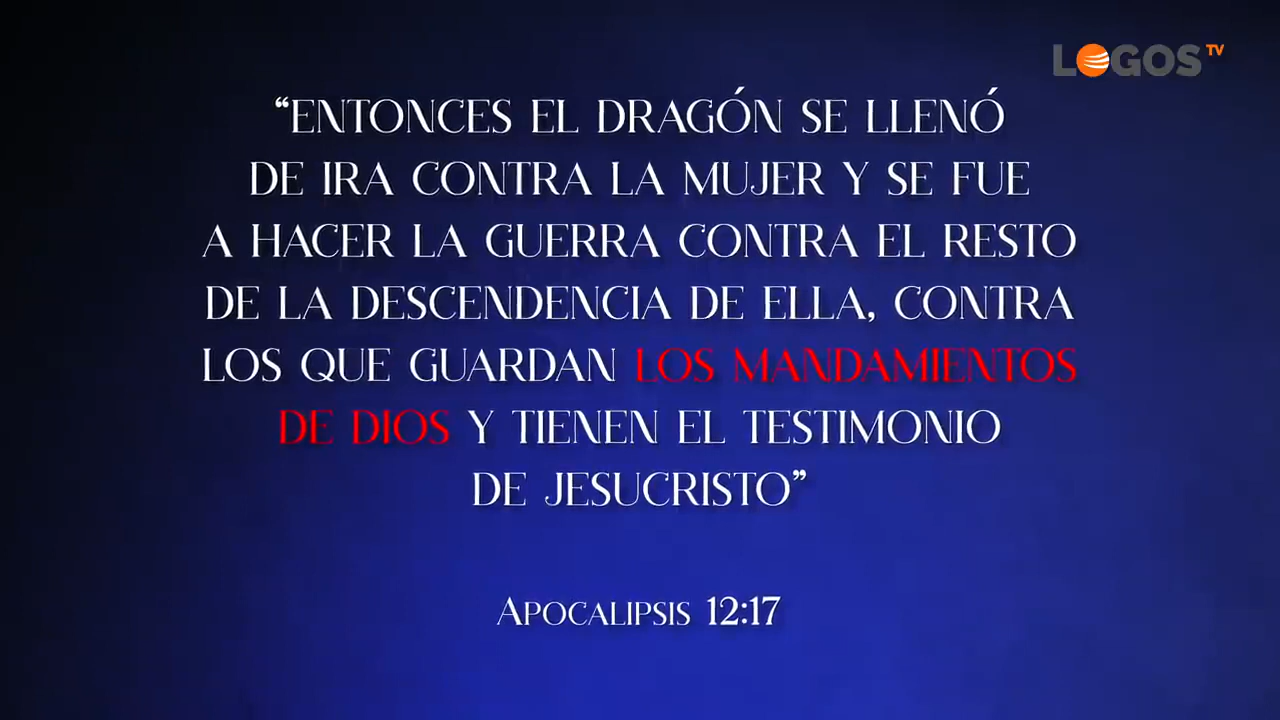 LOGOS TV
“ENTONCES EL DRAGÓN SE LLENÓ
DE IRA CONTRA LA MUJER Y SE FUE
A HACER LA GUERRA CONTRA EL RESTO
DE LA DESCENDENCIA DE ELLA, CONTRA
LOS QUE GUARDAN LOS MANDAMIENTOS
DE DIOS Y TIENEN EL TESTIMONIO
DE JESUCRISTO”
APOCALIPSIS 12:17